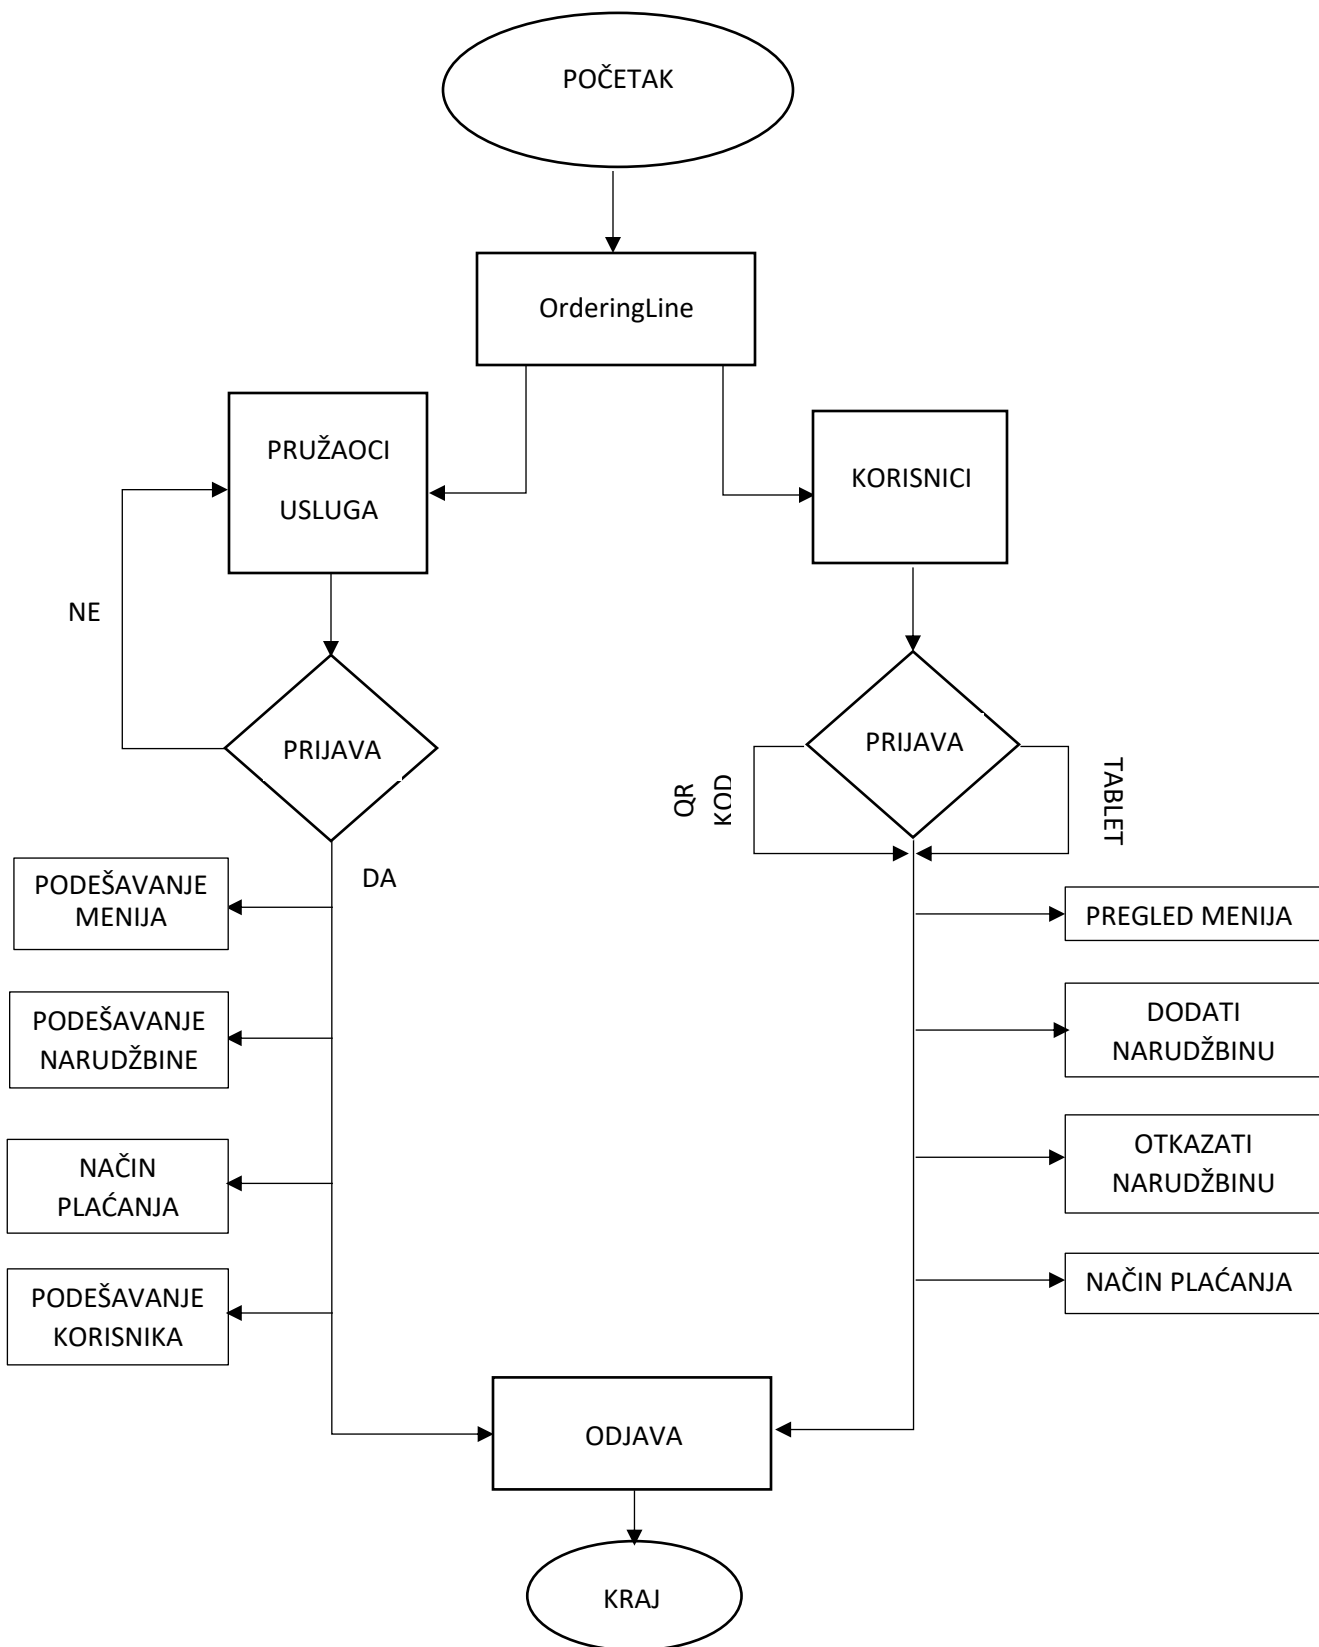 POČETAK
OrderingLine
PRUŽAOCI
USLUGA
KORISNICI
NE
PRIJAVA
PRIJAVA
QR
KOD
TABLET
DA
PODEŠAVANJE
MENIJA
PREGLED MENIJA
PODEŠAVANJE
NARUDŽBINE
DODATI
NARUDŽBINU
NAČIN
PLAĆANJA
OTKAZATI
NARUDŽBINU
PODEŠAVANJE
KORISNIKA
NAČIN PLAĆANJA
ODJAVA
KRAJ